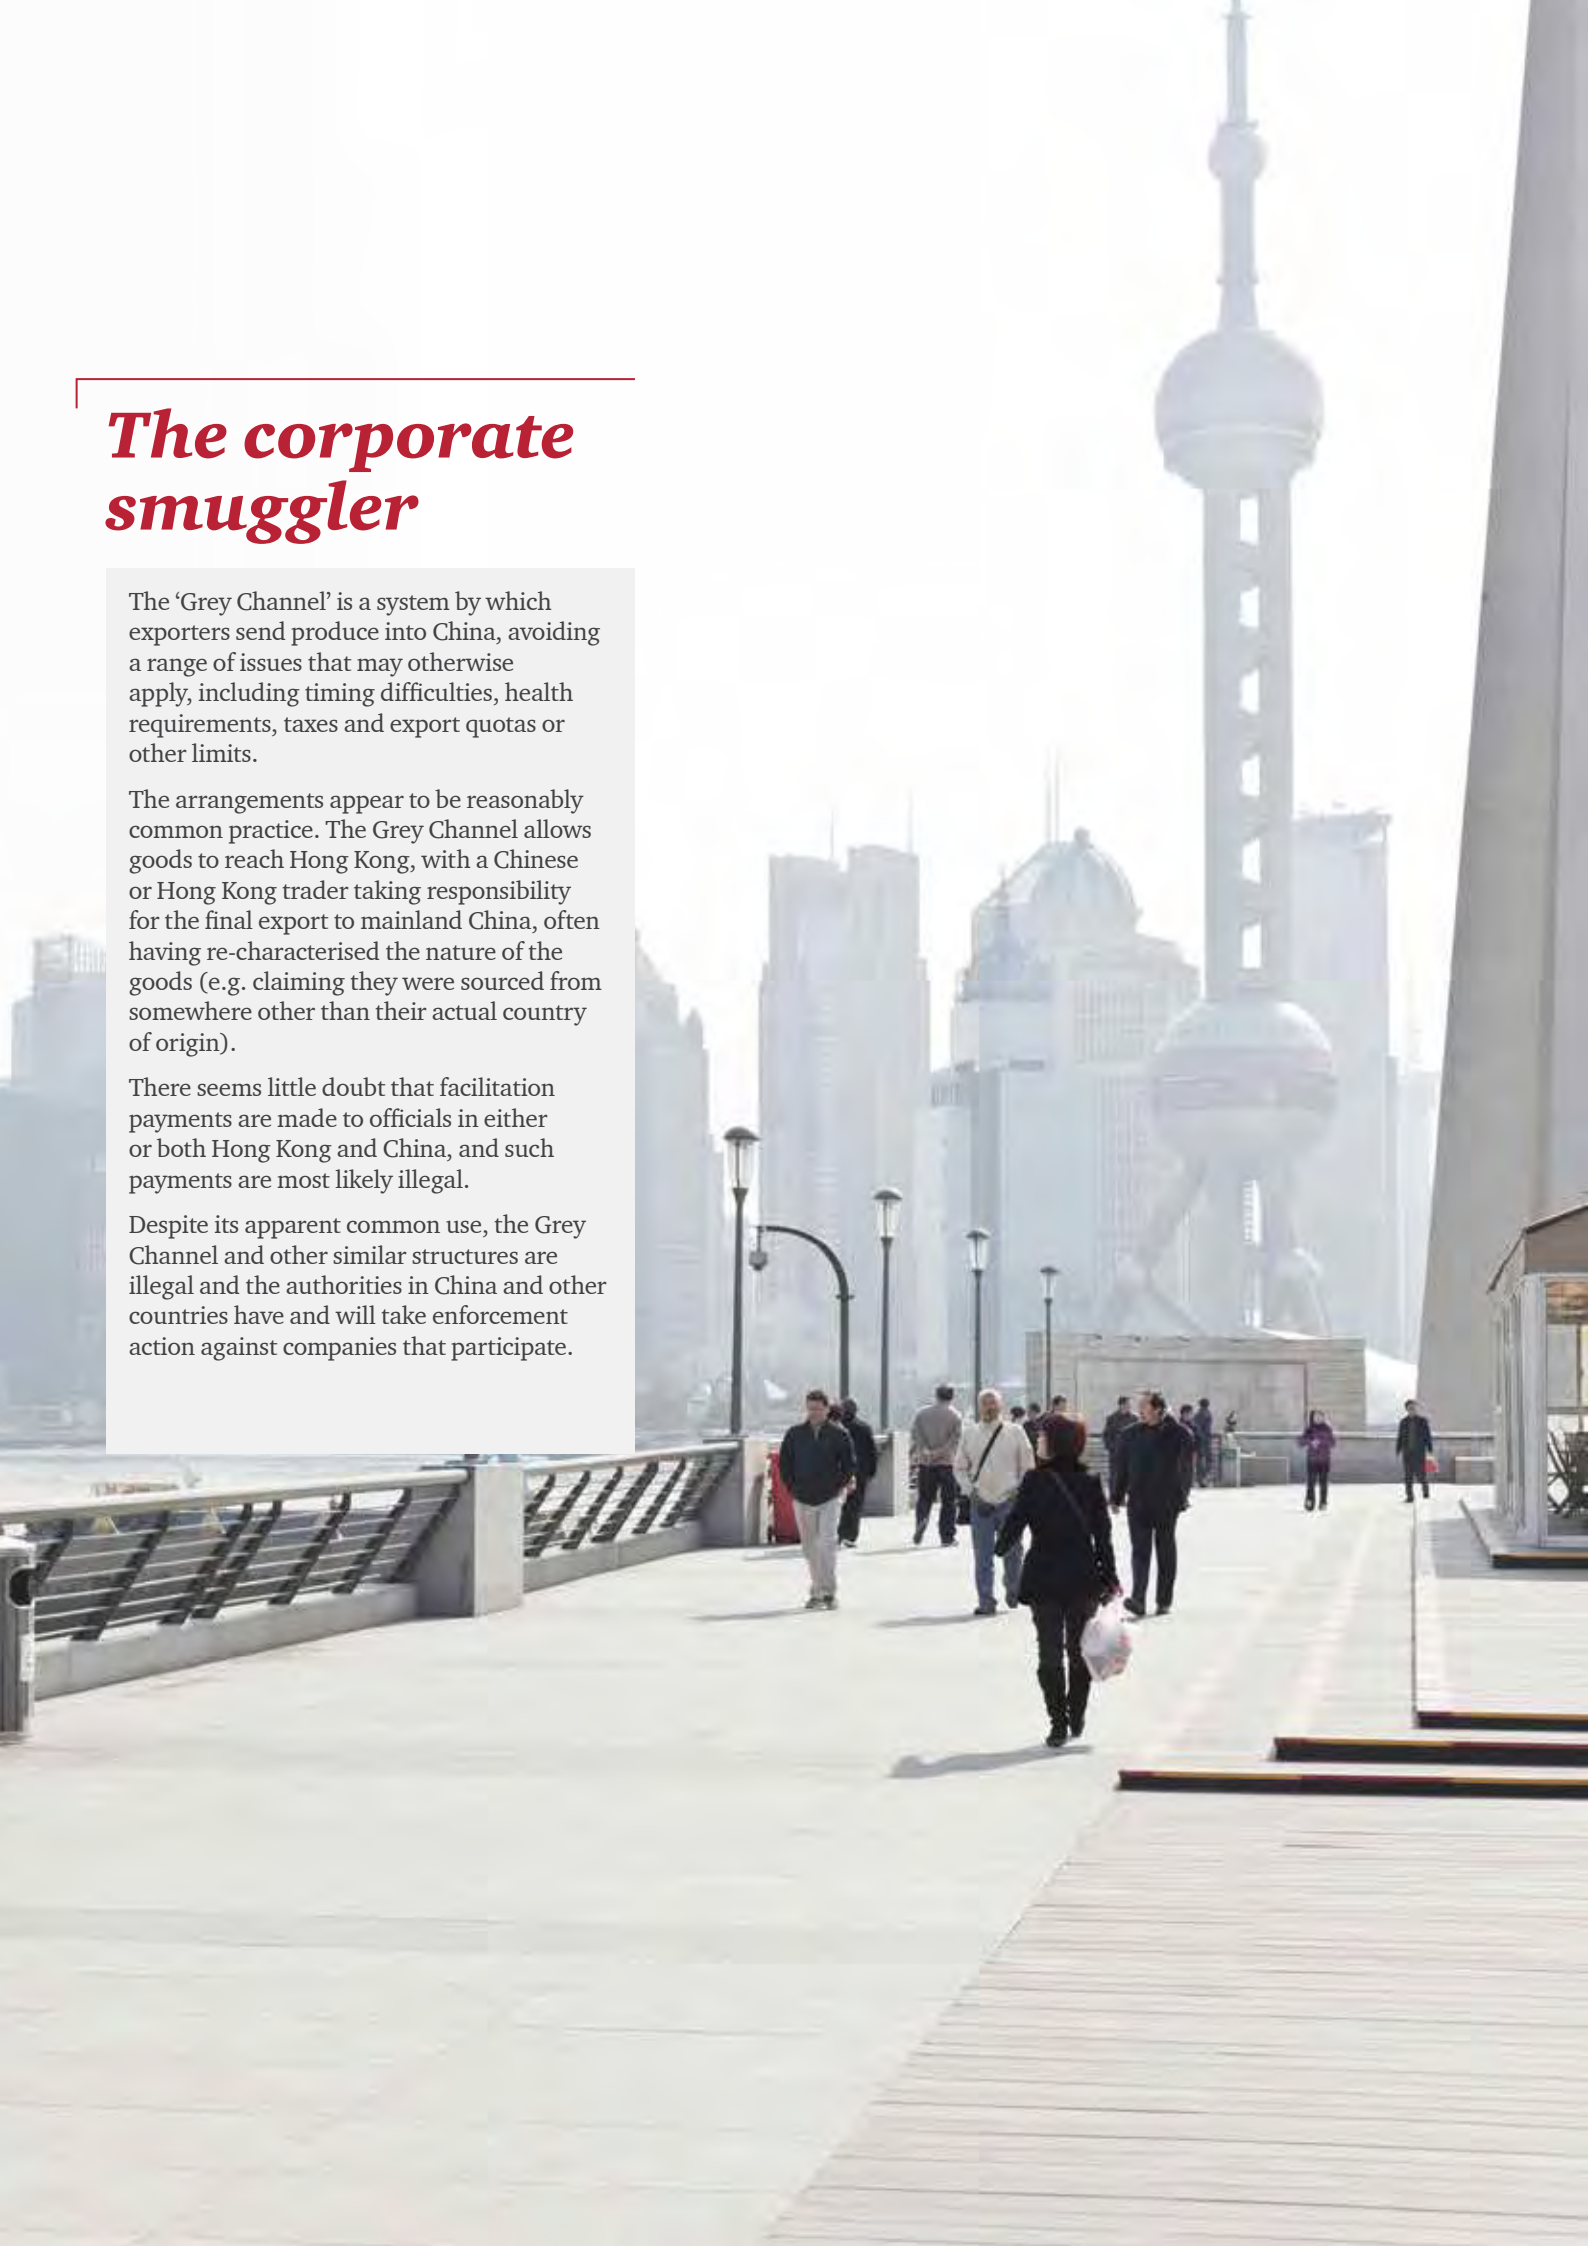 The corporate
smuggler
The ‘Grey Channel’ is a system by which
exporters send produce into China, avoiding
a range of issues that may otherwise
apply, including timing difficulties, health
requirements, taxes and export quotas or
other limits.
The arrangements appear to be reasonably
common practice. The Grey Channel allows
goods to reach Hong Kong, with a Chinese
or Hong Kong trader taking responsibility
for the final export to mainland China, often
having re-characterised the nature of the
goods (e.g. claiming they were sourced from
somewhere other than their actual country
of origin).
There seems little doubt that facilitation
payments are made to officials in either
or both Hong Kong and China, and such
payments are most likely illegal.
Despite its apparent common use, the Grey
Channel and other similar structures are
illegal and the authorities in China and other
countries have and will take enforcement
action against companies that participate.